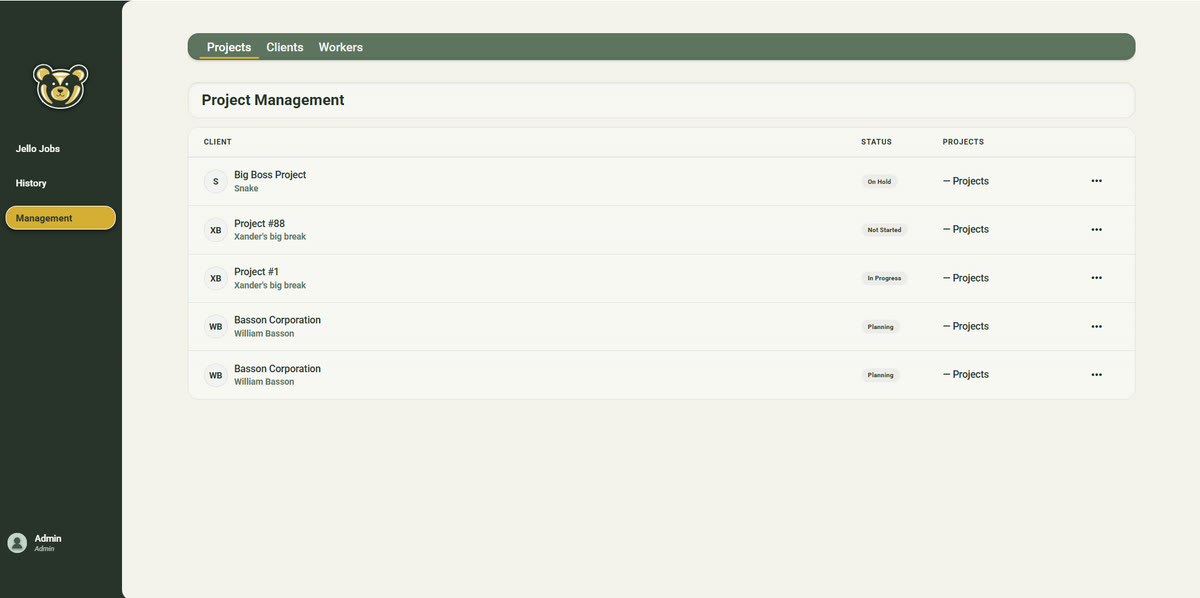 Projects Clients Workers
Project Management
Jello Jobs
History
Management
CLIENT STATUS PROJECTS
S Big Boss Project On Hold — Projects •••
Snake
XB Project #88 Not Started — Projects •••
Xander's big break
XB Project #1 In Progress — Projects •••
Xander's big break
WB Basson Corporation Planning — Projects •••
William Basson
WB Basson Corporation Planning — Projects •••
William Basson
Admin
Admin